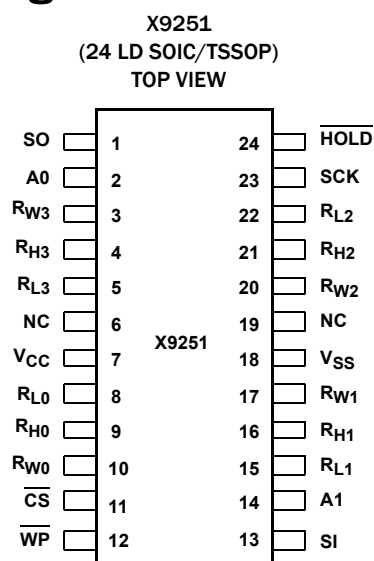 X9251
(24 LD SOIC/TSSOP)
TOP VIEW
SO 1 24 HOLD
A0 2 23 SCK
RW3 3 22 RL2
RH3 4 21 RH2
RL3 5 20 RW2
NC 6 19 NC
X9251
VCC 7 18 VSS
RL0 8 17 RW1
RH0 9 16 RH1
RW0 10 15 RL1
CS 11 14 A1
WP 12 13 SI